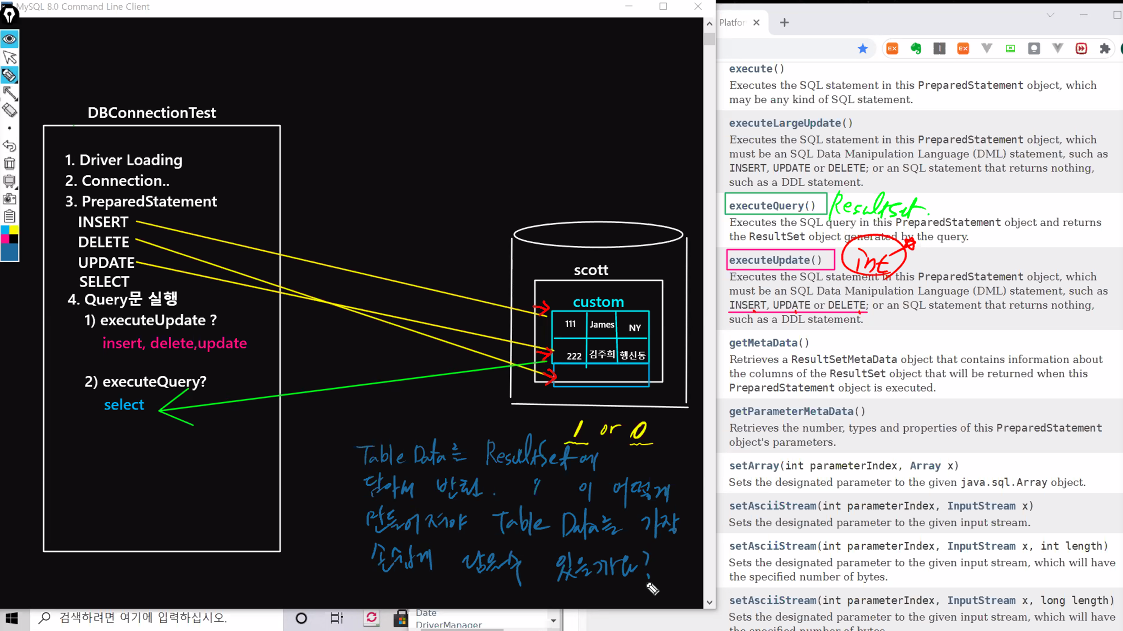 MySQL 8.0 Command Line Client
DBConnectionTest
1. Driver Loading
2. Connection..
3. PreparedStatement
INSERT
DELETE
UPDATE
SELECT
4. Query문 실행
1) executeUpdate ?
insert, delete,update
2) executeQuery?
select
scott
custom
111 James NY
222 김주희 행신동
1 or 0
Table Data는 ResultSet에
담아서 반환. 〃 이 어떻게
만들어져야 Table Data를 가장
손쉽게 담을수 있을까요?
Platfor
execute()
Executes the SQL statement in this PreparedStatement object, which
may be any kind of SQL statement.
executeLargeUpdate()
Executes the SQL statement in this PreparedStatement object, which
must be an SQL Data Manipulation Language (DML) statement, such as
INSERT, UPDATE or DELETE; or an SQL statement that returns nothing,
such as a DDL statement.
executeQuery() ResultSet.
Executes the SQL query in this PreparedStatement object and returns
the ResultSet object generated by the query.
executeUpdate() int
Executes the SQL statement in this PreparedStatement object, which
must be an SQL Data Manipulation Language (DML) statement, such as
INSERT, UPDATE or DELETE; or an SQL statement that returns nothing,
such as a DDL statement.
getMetaData()
Retrieves a ResultSetMetaData object that contains information about
the columns of the ResultSet object that will be returned when this
PreparedStatement object is executed.
getParameterMetaData()
Retrieves the number, types and properties of this PreparedStatement
object's parameters.
setArray(int parameterIndex, Array x)
Sets the designated parameter to the given java.sql.Array object.
setAsciiStream(int parameterIndex, InputStream x)
Sets the designated parameter to the given input stream.
setAsciiStream(int parameterIndex, InputStream x, int length)
Sets the designated parameter to the given input stream, which will have
the specified number of bytes.
setAsciiStream(int parameterIndex, InputStream x, long length)
Sets the designated parameter to the given input stream, which will have
검색하려면 여기에 입력하십시오.
Date
DriverManager